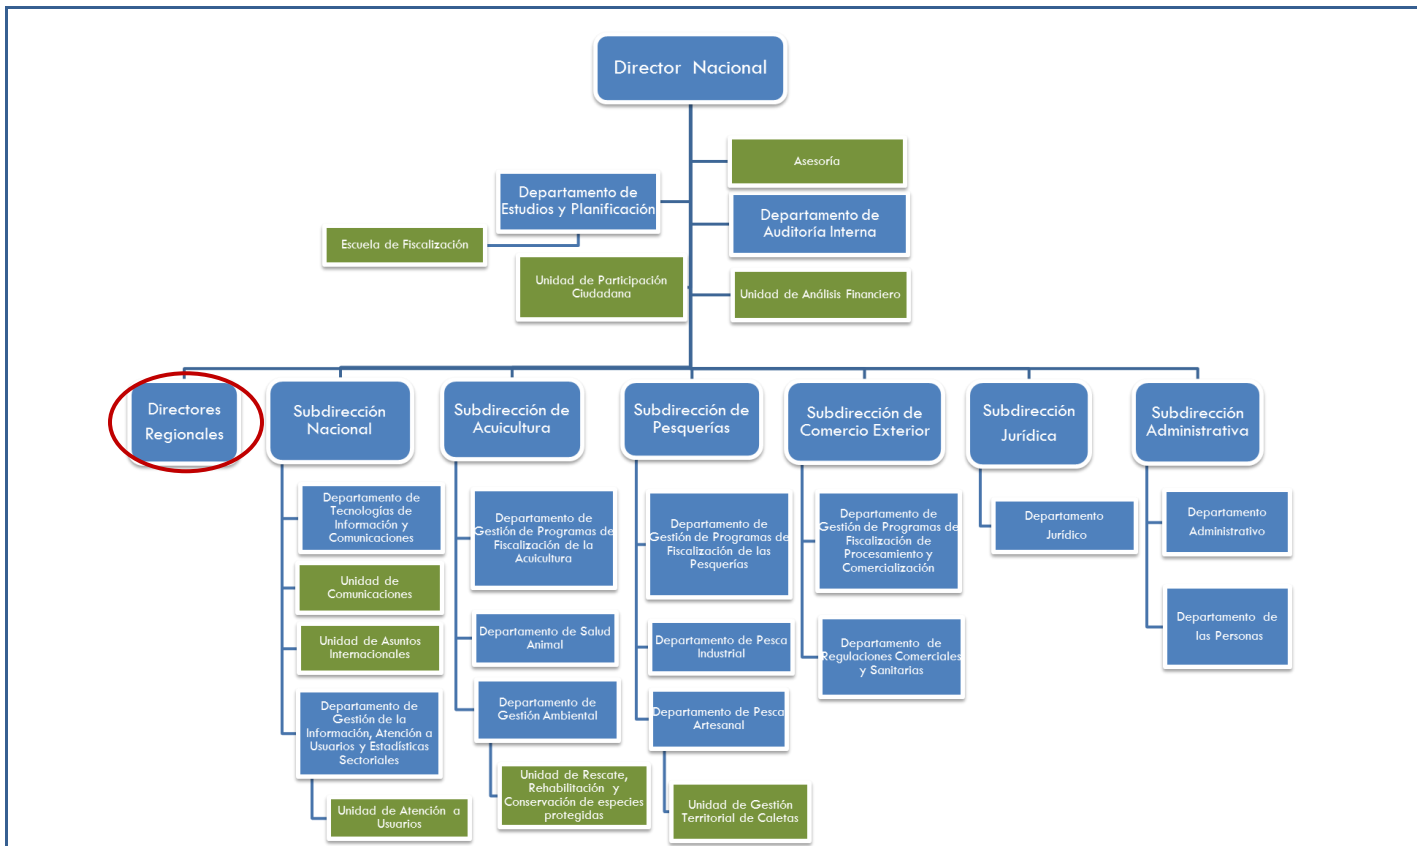 Director Nacional
Asesoría
Departamento de
Estudios y Planificación
Departamento de
Auditoría Interna
Escuela de Fiscalización
Unidad de Participación
Ciudadana
Unidad de Análisis Financiero
Directores
Regionales
Subdirección
Nacional
Subdirección de
Acuicultura
Subdirección de
Pesquerías
Subdirección de
Comercio Exterior
Subdirección
Jurídica
Subdirección
Administrativa
Departamento de
Tecnologías de
Información y
Comunicaciones
Unidad de
Comunicaciones
Unidad de Asuntos
Internacionales
Departamento de
Gestión de la
Información, Atención a
Usuarios y Estadísticas
Sectoriales
Unidad de Atención a
Usuarios
Departamento de
Gestión de Programas de
Fiscalización de la
Acuicultura
Departamento de Salud
Animal
Departamento de
Gestión Ambiental
Unidad de Rescate,
Rehabilitación y
Conservación de especies
protegidas
Departamento de
Gestión de Programas de
Fiscalización de las
Pesquerías
Departamento de Pesca
Industrial
Departamento de Pesca
Artesanal
Unidad de Gestión
Territorial de Caletas
Departamento de
Gestión de Programas de
Fiscalización de
Procesamiento y
Comercialización
Departamento de
Regulaciones Comerciales
y Sanitarias
Departamento
Jurídico
Departamento
Administrativo
Departamento de
las Personas